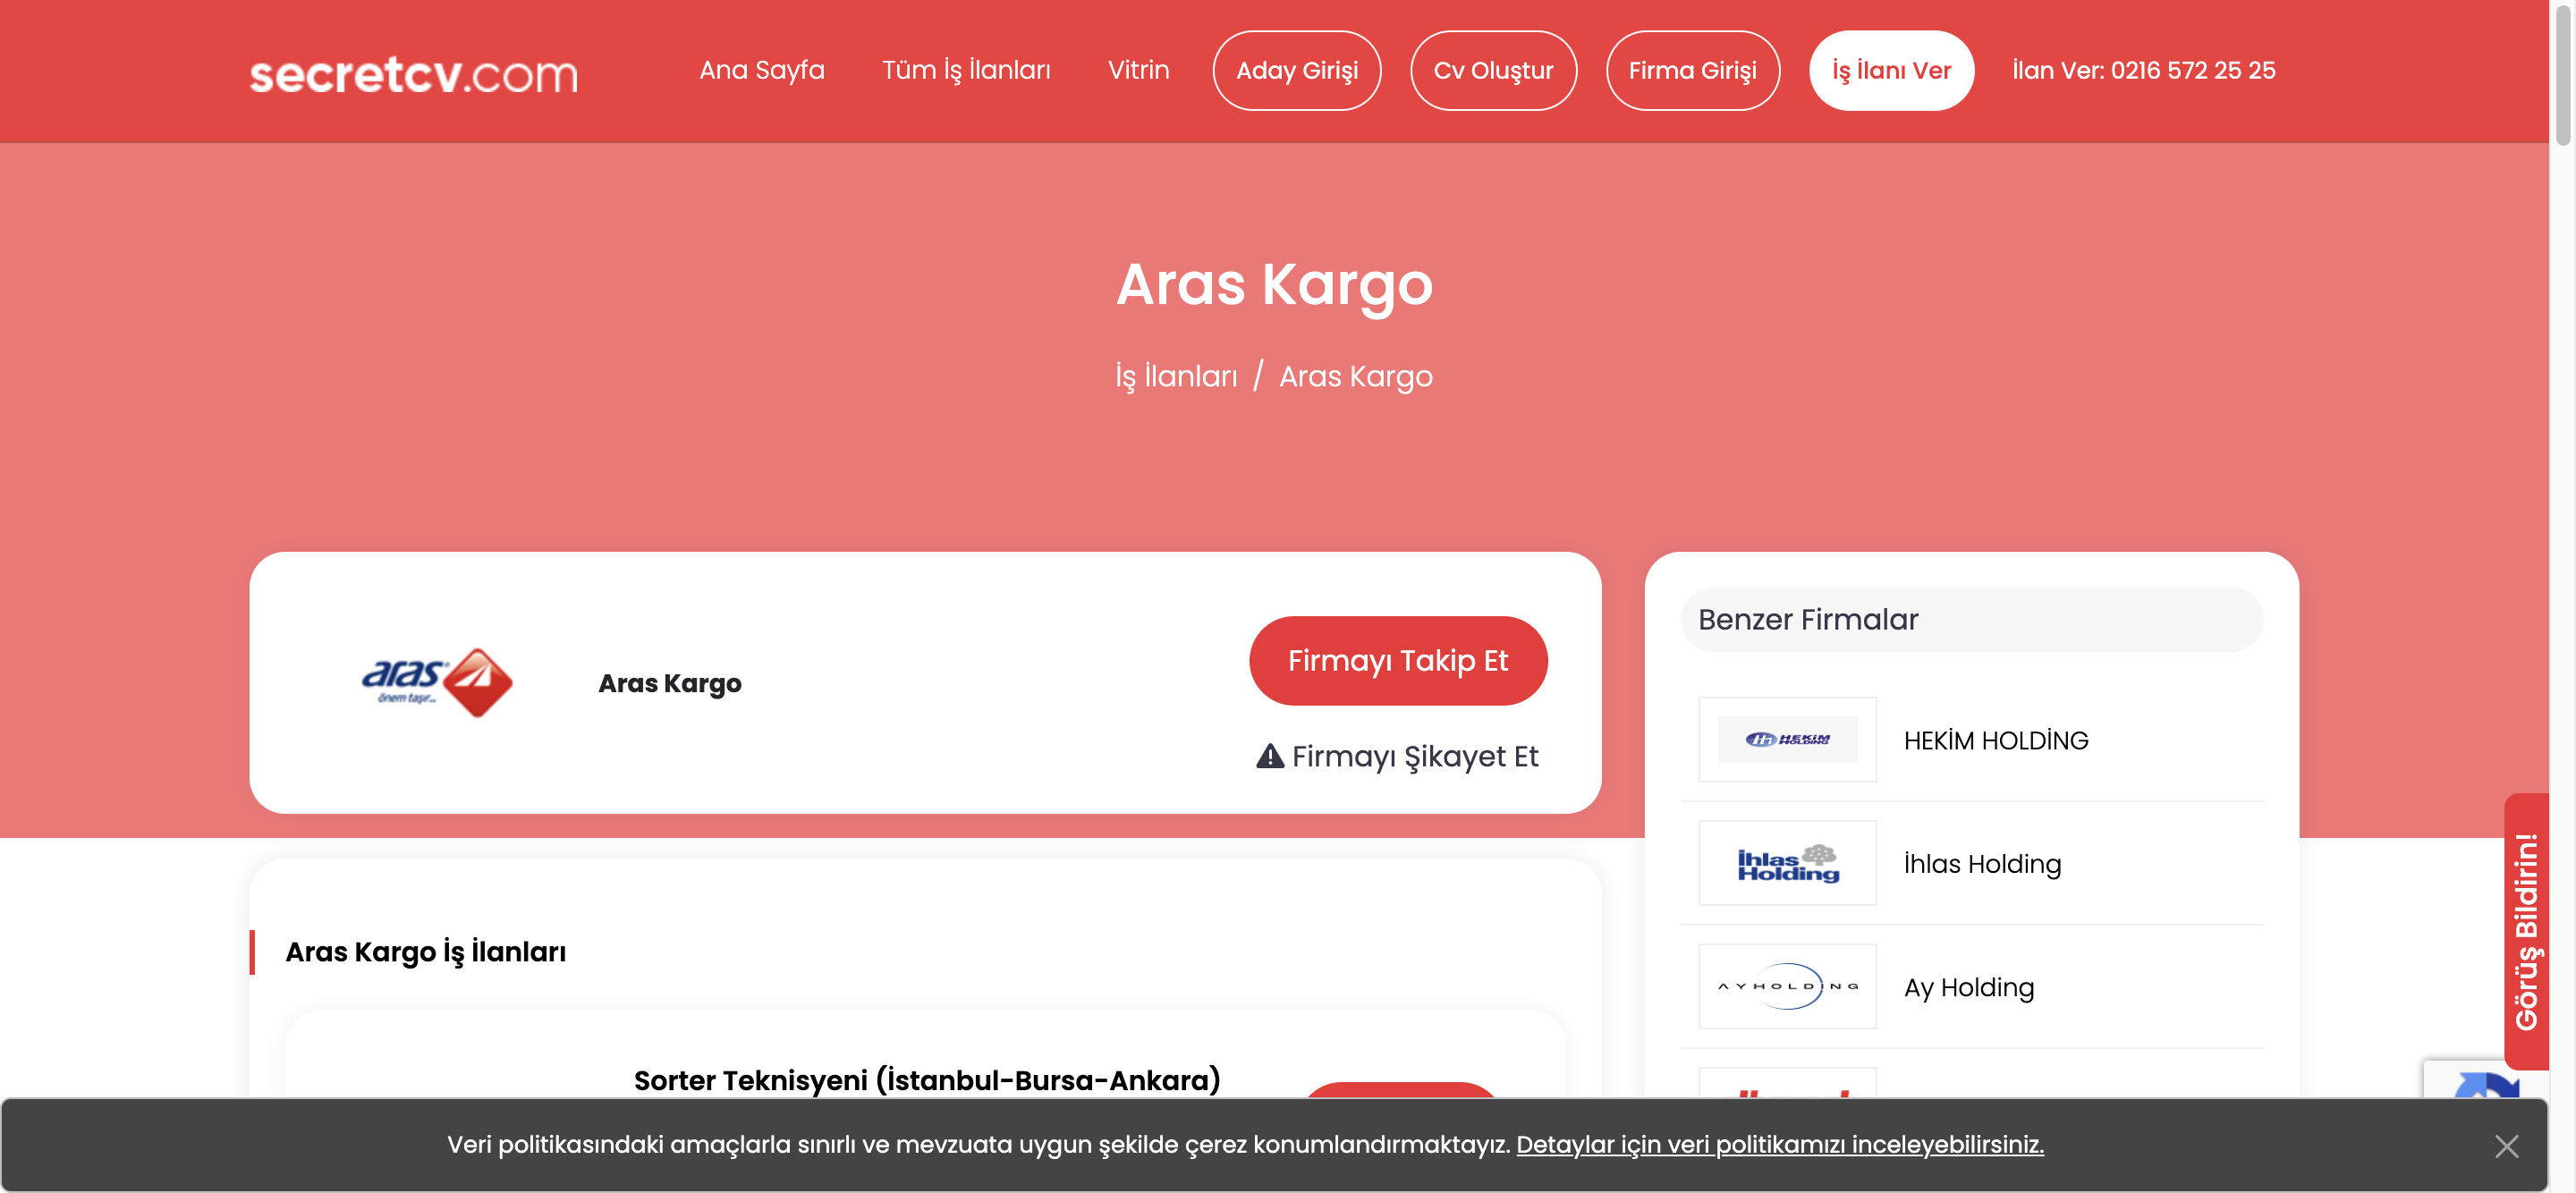 secretcv.com
Ana Sayfa
Tüm İş İlanları
Vitrin
Aday Girişi
Cv Oluştur
Firma Girişi
İş İlanı Ver
İlan Ver: 0216 572 25 25
Aras Kargo
İş İlanları / Aras Kargo
aras
önem taşır...
Aras Kargo
Firmayı Takip Et
Firmayı Şikayet Et
Benzer Firmalar
HEKİM HOLDİNG
HEKİM HOLDİNG
İhlas Holding
İhlas Holding
AYHOLDING
Ay Holding
Aras Kargo İş İlanları
Sorter Teknisyeni (İstanbul-Bursa-Ankara)
Görüş Bildirin!
Veri politikasındaki amaçlarla sınırlı ve mevzuata uygun şekilde çerez konumlandırmaktayız. Detaylar için veri politikamızı inceleyebilirsiniz.